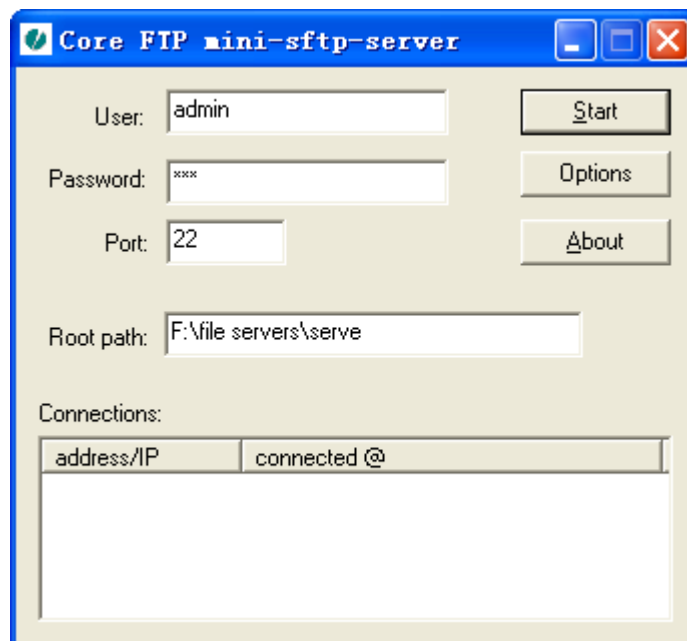 Core FTP mini-sftp-server
User: admin
Start
Password: ***
Options
Port: 22
About
Root path: F:\file servers\serve
Connections:
address/IP connected @